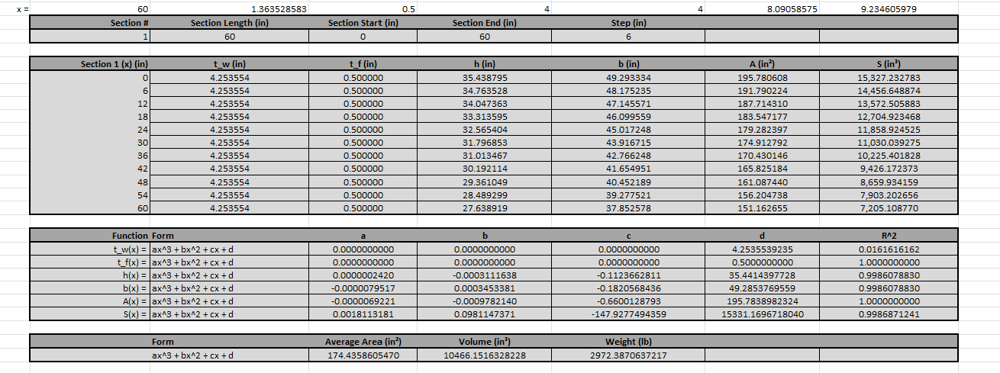 x = 60 1.363528583 0.5 4 4 8.09058575 9.234605979
Section # Section Length (in) Section Start (in) Section End (in) Step (in)
1 60 0 60 6
Section 1 (x) (in) t_w (in) t_f (in) h (in) b (in) A (in²) S (in³)
0 4.253554 0.500000 35.438795 49.293334 195.780608 15,327.232783
6 4.253554 0.500000 34.763528 48.175235 191.790224 14,456.648874
12 4.253554 0.500000 34.047363 47.145571 187.714310 13,572.505883
18 4.253554 0.500000 33.313595 46.099559 183.547177 12,704.923468
24 4.253554 0.500000 32.565404 45.017248 179.282397 11,858.924525
30 4.253554 0.500000 31.796853 43.916715 174.912792 11,030.039275
36 4.253554 0.500000 31.013467 42.766248 170.430146 10,225.401828
42 4.253554 0.500000 30.192114 41.654951 165.825184 9,426.172373
48 4.253554 0.500000 29.361049 40.452189 161.087440 8,659.934159
54 4.253554 0.500000 28.489299 39.277521 156.204738 7,903.202656
60 4.253554 0.500000 27.638919 37.852578 151.162655 7,205.108770
Function Form a b c d R^2
t_w(x) = ax^3 + bx^2 + cx + d 0.0000000000 0.0000000000 0.0000000000 4.2535539235 0.0161616162
t_f(x) = ax^3 + bx^2 + cx + d 0.0000000000 0.0000000000 0.0000000000 0.5000000000 1.0000000000
h(x) = ax^3 + bx^2 + cx + d 0.0000002420 -0.0003111638 -0.1123662811 35.4414397728 0.9986078830
b(x) = ax^3 + bx^2 + cx + d -0.0000079517 0.0003453381 -0.1820568436 49.2853769559 0.9986078830
A(x) = ax^3 + bx^2 + cx + d -0.0000069221 -0.0009782140 -0.6600128793 195.7838982324 1.0000000000
S(x) = ax^3 + bx^2 + cx + d 0.0018113181 0.0981147371 -147.9277494359 15331.1696718040 0.9986871241
Form Average Area (in²) Volume (in³) Weight (lb)
ax^3 + bx^2 + cx + d 174.4358605470 10466.1516328228 2972.3870637217